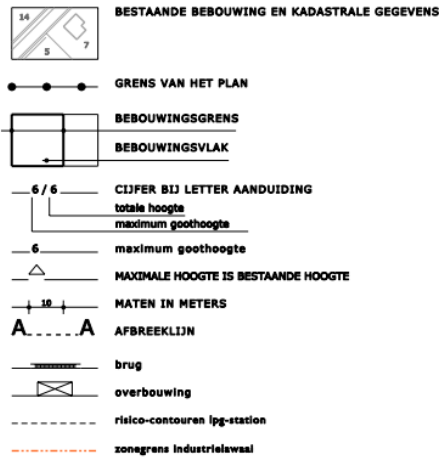 14
7
5
BESTAANDE BEBOUWING EN KADASTRALE GEGEVENS
GRENS VAN HET PLAN
BEBOUWINGSGRENS
BEBOUWINGSVLAK
6 / 6 CIJFER BIJ LETTER AANDUIDING
totale hoogte
maximum goothoogte
6 maximum goothoogte
MAXIMALE HOOGTE IS BESTAANDE HOOGTE
10 MATEN IN METERS
A A AFBREEKLIJN
brug
overbouwing
risico-contouren lpg-station
zonegrens industrielawaai